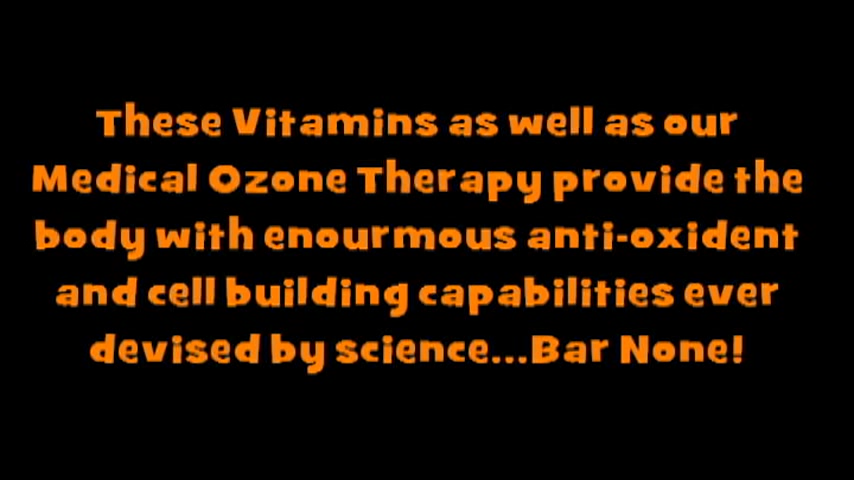 These Vitamins as well as our
Medical Ozone Therapy provide the
body with enourmous anti-oxident
and cell building capabilities ever
devised by science...Bar None!